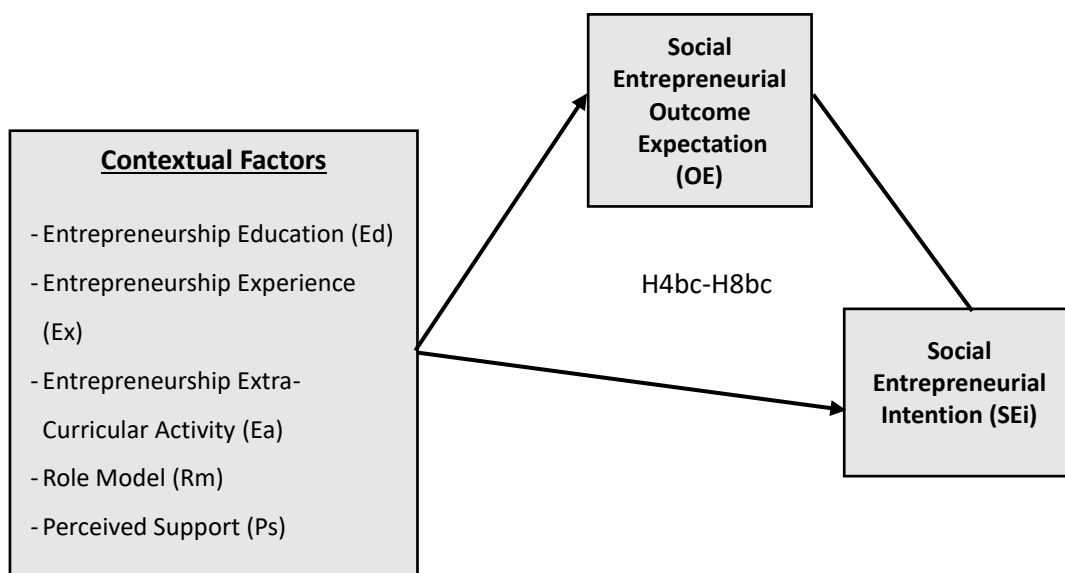 Social
Entrepreneurial
Outcome
Expectation
(OE)
Contextual Factors
- Entrepreneurship Education (Ed)
- Entrepreneurship Experience
(Ex)
- Entrepreneurship Extra-
Curricular Activity (Ea)
- Role Model (Rm)
- Perceived Support (Ps)
H4bc-H8bc
Social
Entrepreneurial
Intention (SEi)